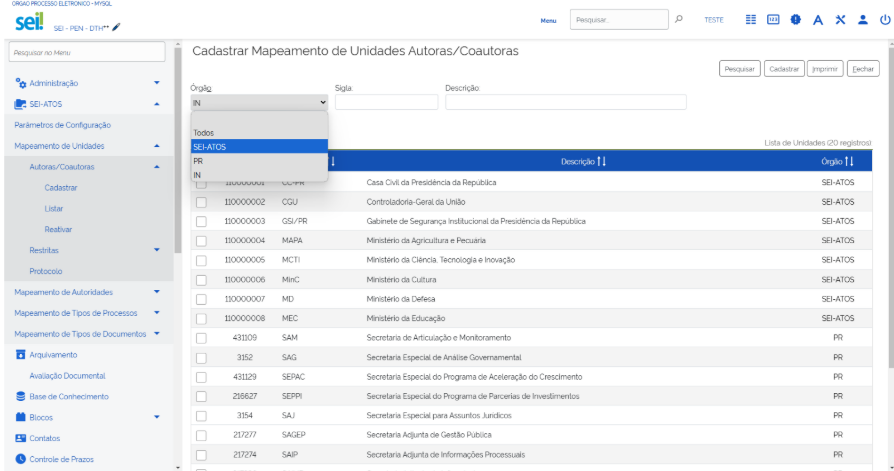 ORGAO PROCESSO ELETRONICO - MYSQL
sei! SEI - PEN - DTH** Menu Pesquisar... TESTE
Pesquisar no Menu
Administração
SEI-ATOS
Parâmetros de Configuração
Mapeamento de Unidades
Autoras/Coautoras
Cadastrar
Listar
Reativar
Restritas
Protocolo
Mapeamento de Autoridades
Mapeamento de Tipos de Processos
Mapeamento de Tipos de Documentos
Arquivamento
Avaliação Documental
Base de Conhecimento
Blocos
Contatos
Controle de Prazos
Cadastrar Mapeamento de Unidades Autoras/Coautoras
Pesquisar Cadastrar Imprimir Fechar
Órgão: Sigla: Descrição:
IN
Todos
SEI-ATOS
PR
IN
Lista de Unidades (20 registros):
Descrição Órgão
110000001 CC-PR Casa Civil da Presidência da República SEI-ATOS
110000002 CGU Controladoria-Geral da União SEI-ATOS
110000003 GSI/PR Gabinete de Segurança Institucional da Presidência da República SEI-ATOS
110000004 MAPA Ministério da Agricultura e Pecuária SEI-ATOS
110000005 MCTI Ministério da Ciência, Tecnologia e Inovação SEI-ATOS
110000006 MinC Ministério da Cultura SEI-ATOS
110000007 MD Ministério da Defesa SEI-ATOS
110000008 MEC Ministério da Educação SEI-ATOS
431109 SAM Secretaria de Articulação e Monitoramento PR
3152 SAG Secretaria Especial de Análise Governamental PR
431129 SEPAC Secretaria Especial do Programa de Aceleração do Crescimento PR
216627 SEPPI Secretaria Especial do Programa de Parcerias de Investimentos PR
3154 SAJ Secretaria Especial para Assuntos Jurídicos PR
217277 SAGEP Secretaria Adjunta de Gestão Pública PR
217274 SAIP Secretaria Adjunta de Informações Processuais PR